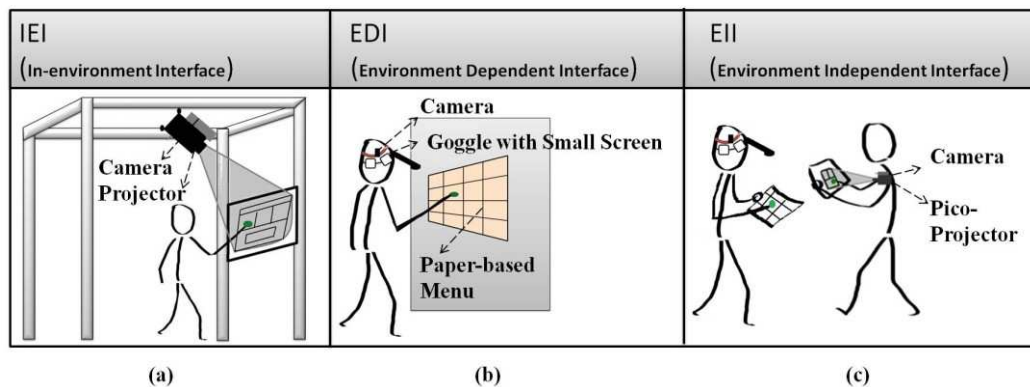 IEI
(In-environment Interface)
Camera
Projector
(a)
EDI
(Environment Dependent Interface)
Camera
Goggle with Small Screen
Paper-based
Menu
(b)
EII
(Environment Independent Interface)
Camera
Pico-
Projector
(c)